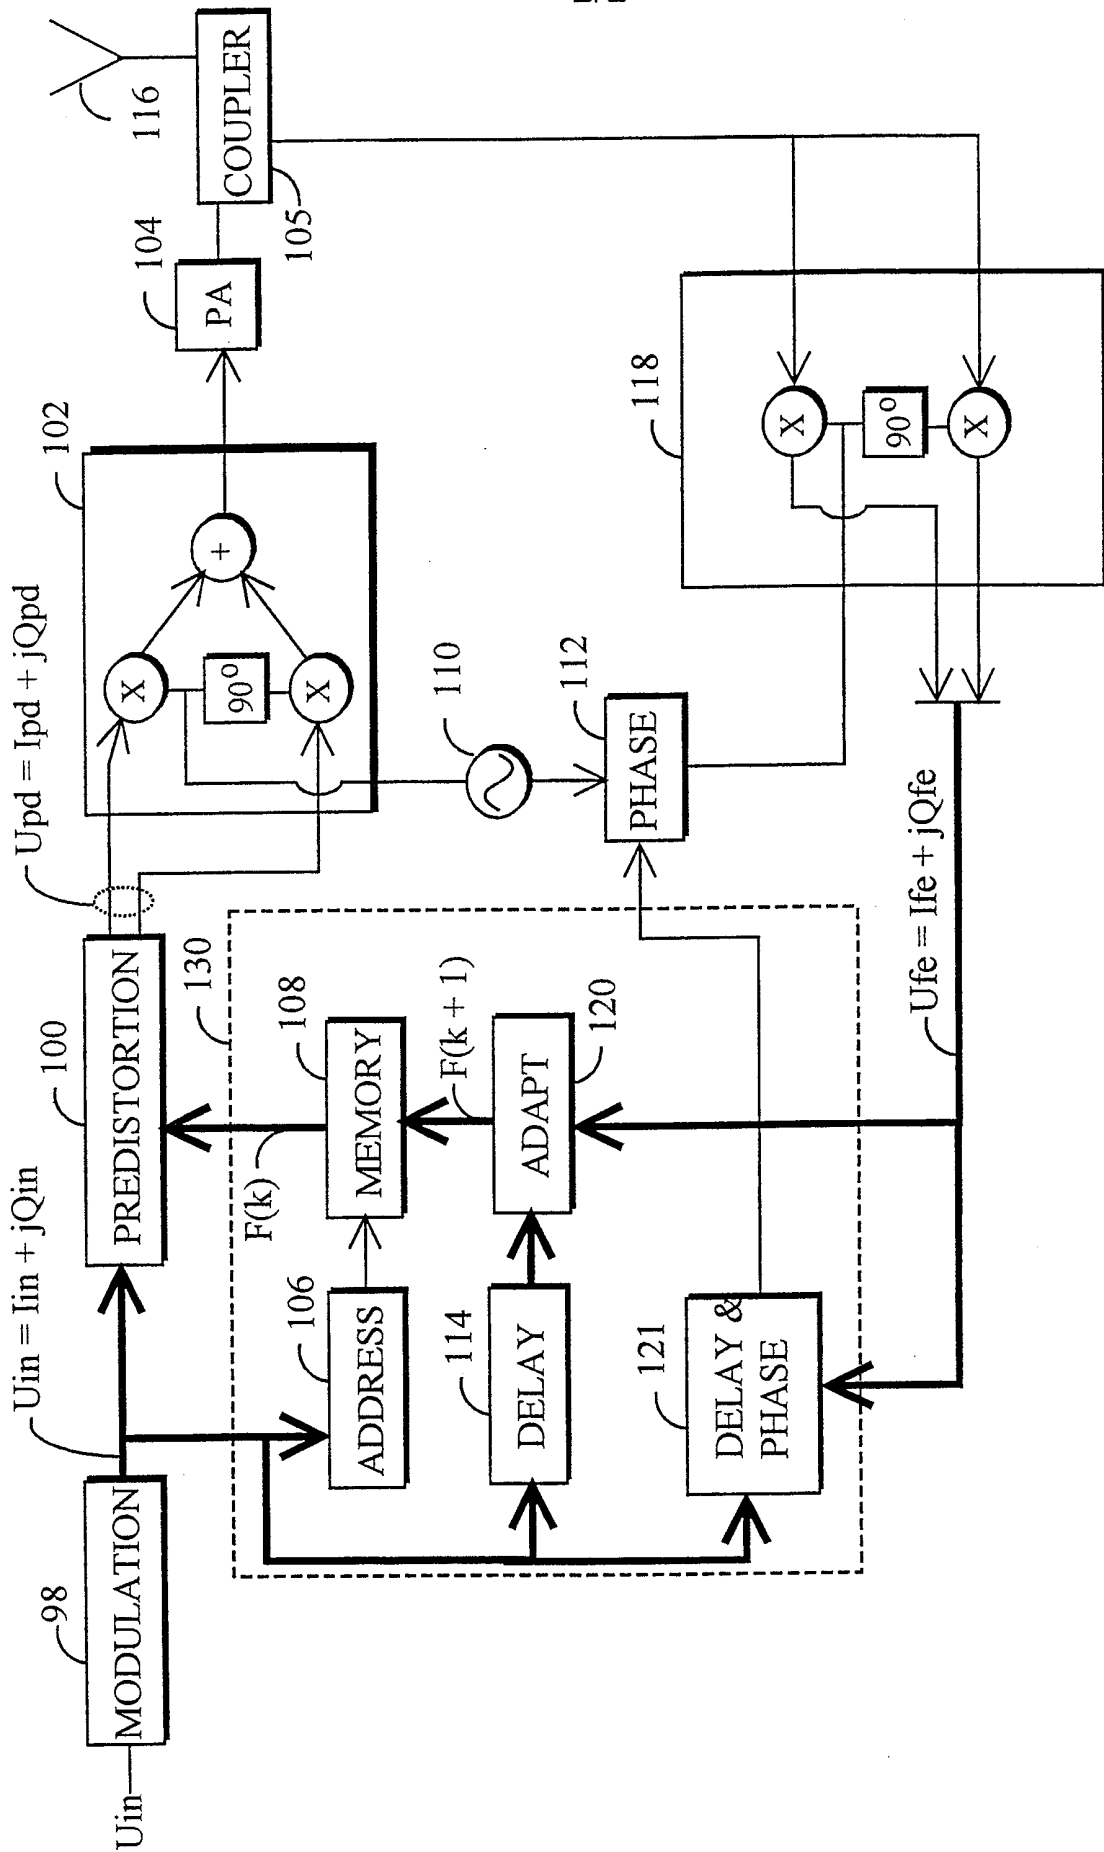 Uin
98
MODULATION
Uin = Iin + jQin
100
PREDISTORTION
Upd = Ipd + jQpd
102
X
90°
X
+
104
PA
105
COUPLER
116
130
106
ADDRESS
108
MEMORY
F(k)
F(k + 1)
110
114
DELAY
120
ADAPT
112
PHASE
121
DELAY &
PHASE
118
X
90°
X
Ufe = Ife + jQfe